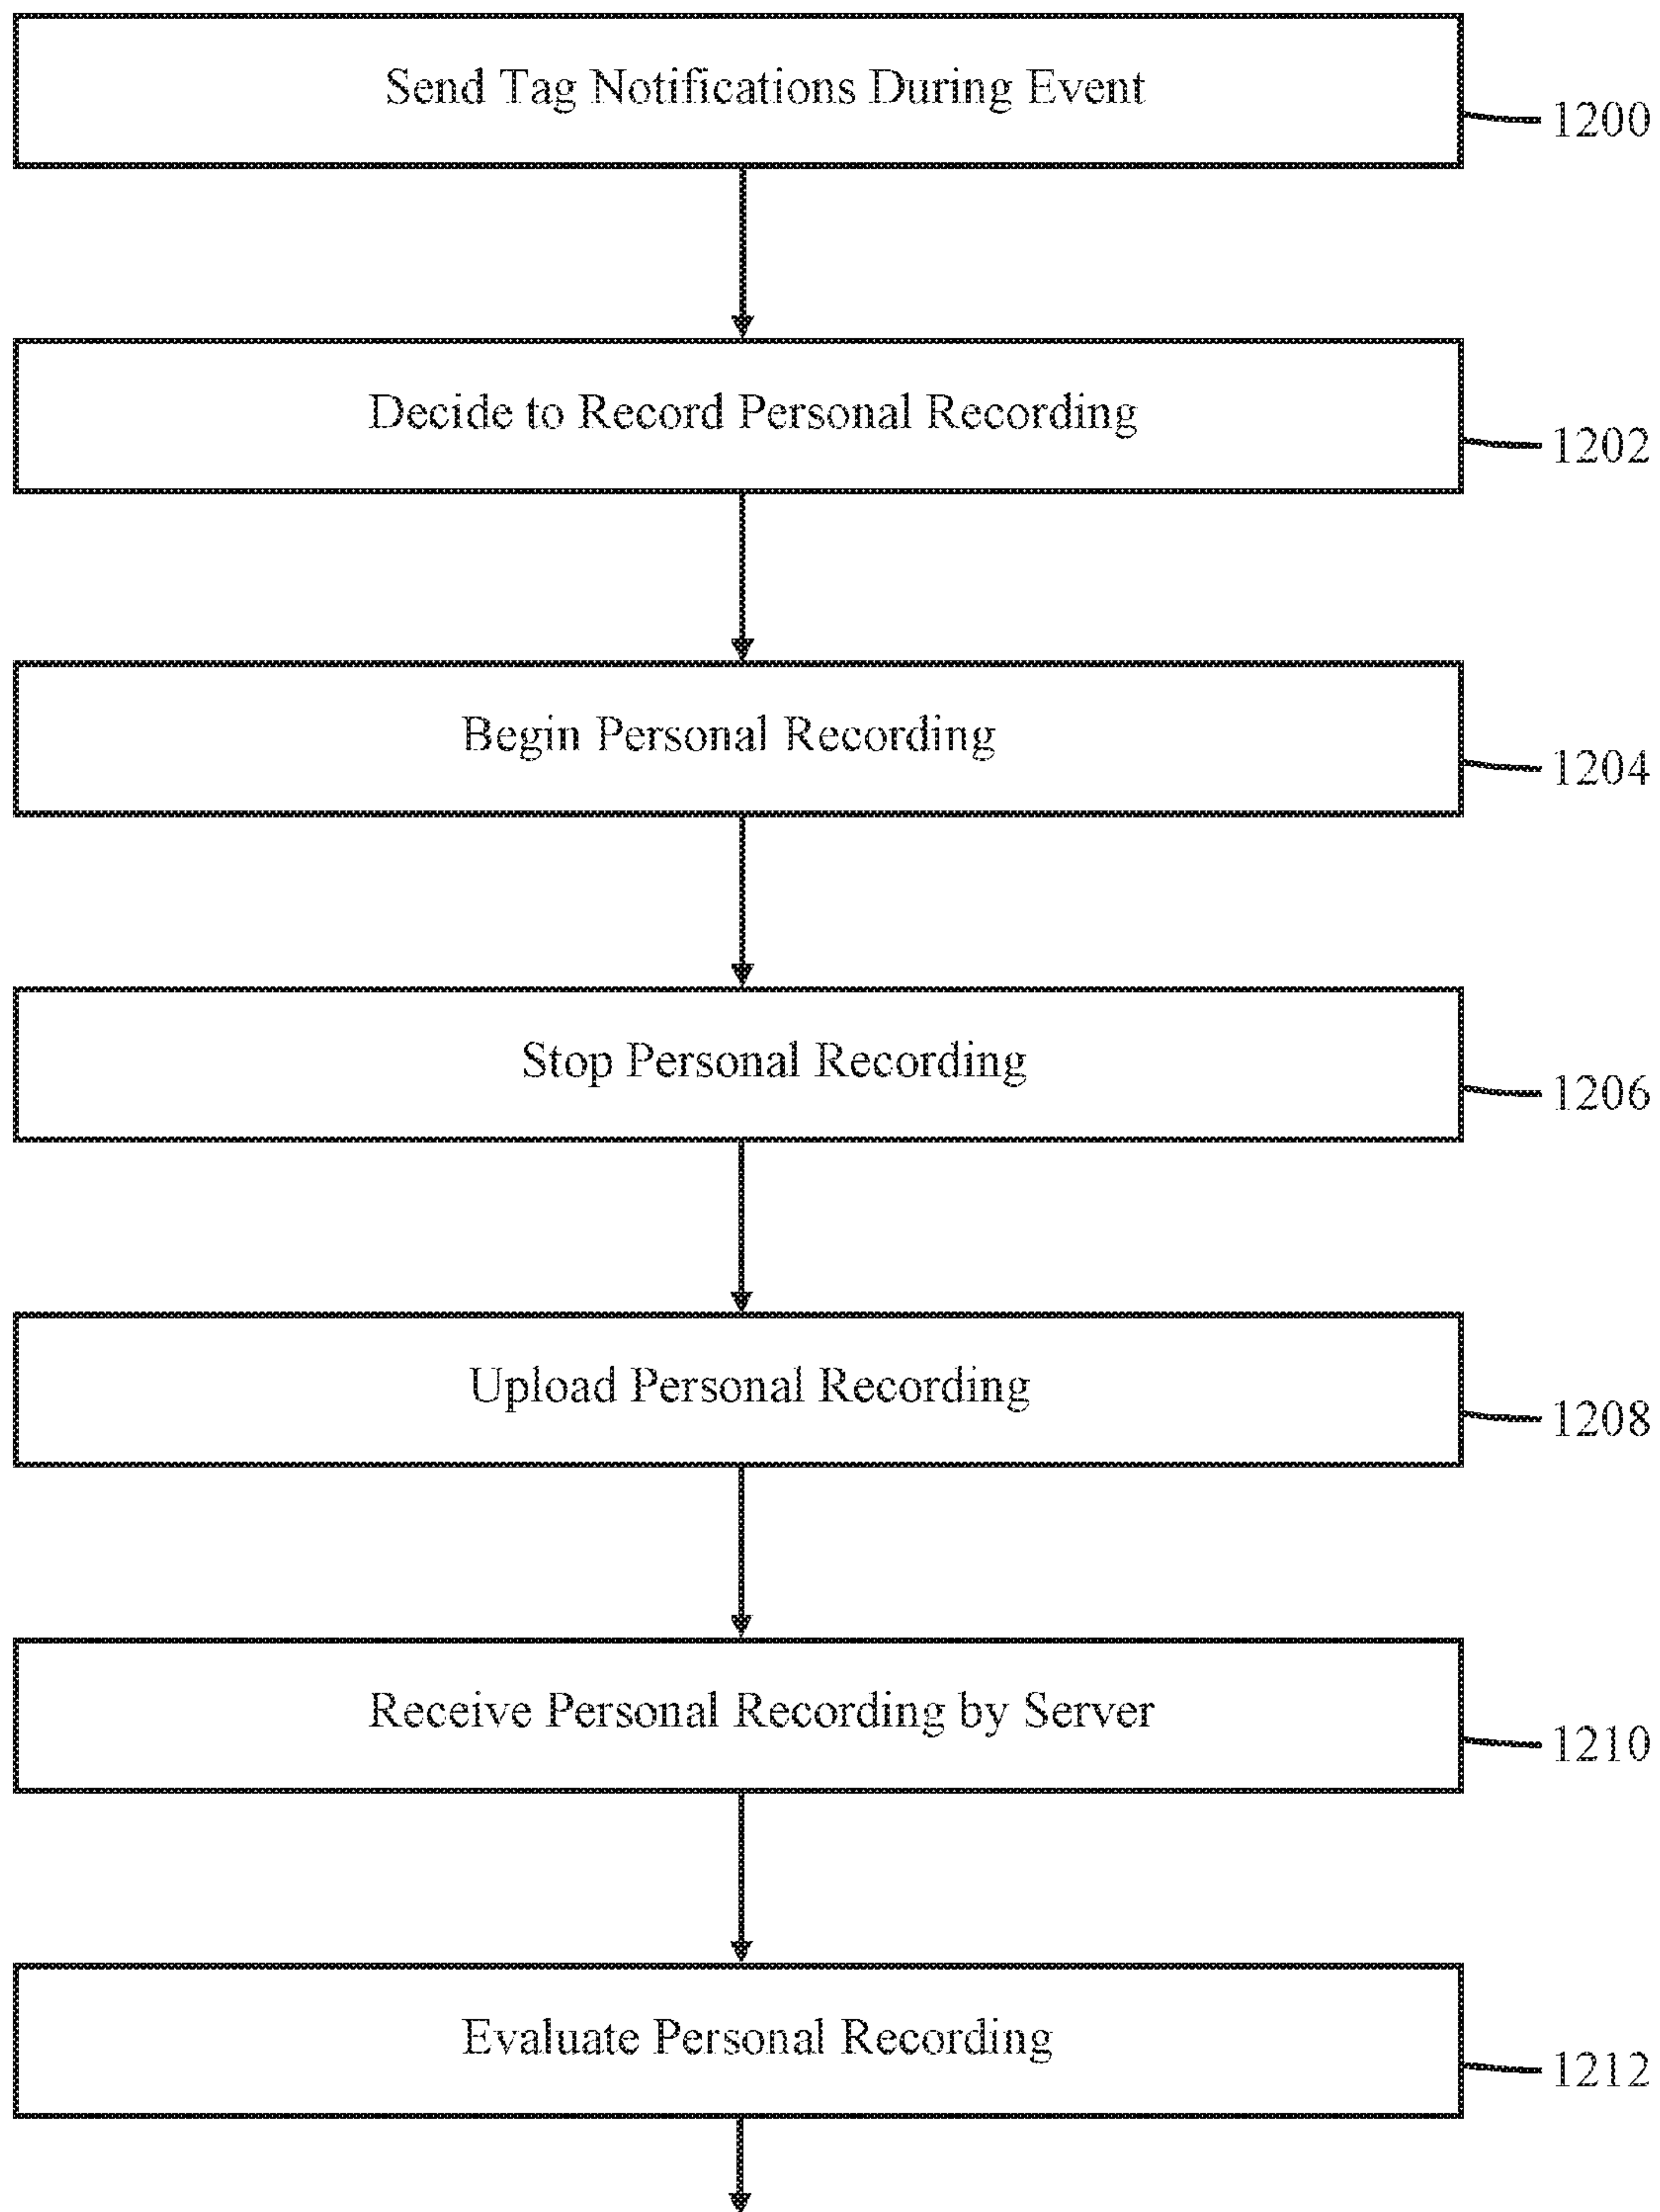 Send Tag Notifications During Event
1200
Decide to Record Personal Recording
1202
Begin Personal Recording
1204
Stop Personal Recording
1206
Upload Personal Recording
1208
Receive Personal Recording by Server
1210
Evaluate Personal Recording
1212